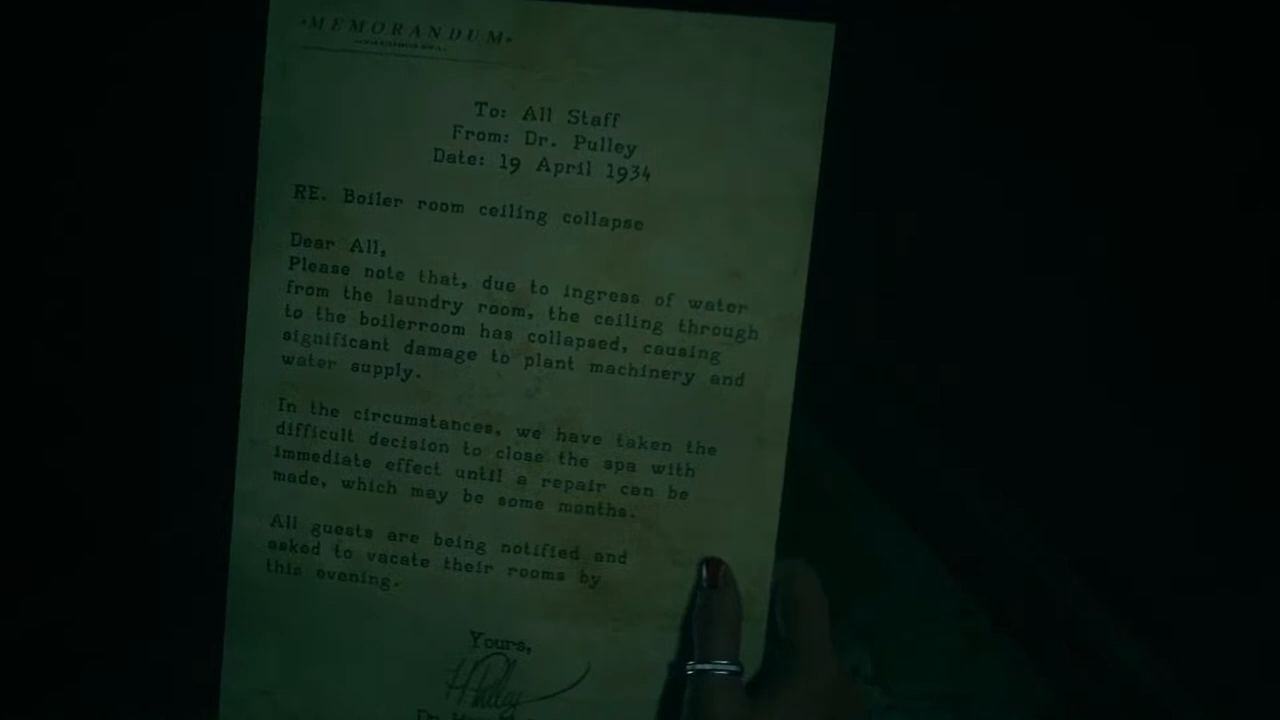 MEMORANDUM
To: All Staff
From: Dr. Pulley
Date: 19 April 1934
RE. Boiler room ceiling collapse
Dear All,
Please note that, due to ingress of water
from the laundry room, the ceiling through
to the boilerroom has collapsed, causing
significant damage to plant machinery and
water supply.
In the circumstances, we have taken the
difficult decision to close the spa with
immediate effect until a repair can be
made, which may be some months.
All guests are being notified and
asked to vacate their rooms by
this evening.
Yours,
H Pulley